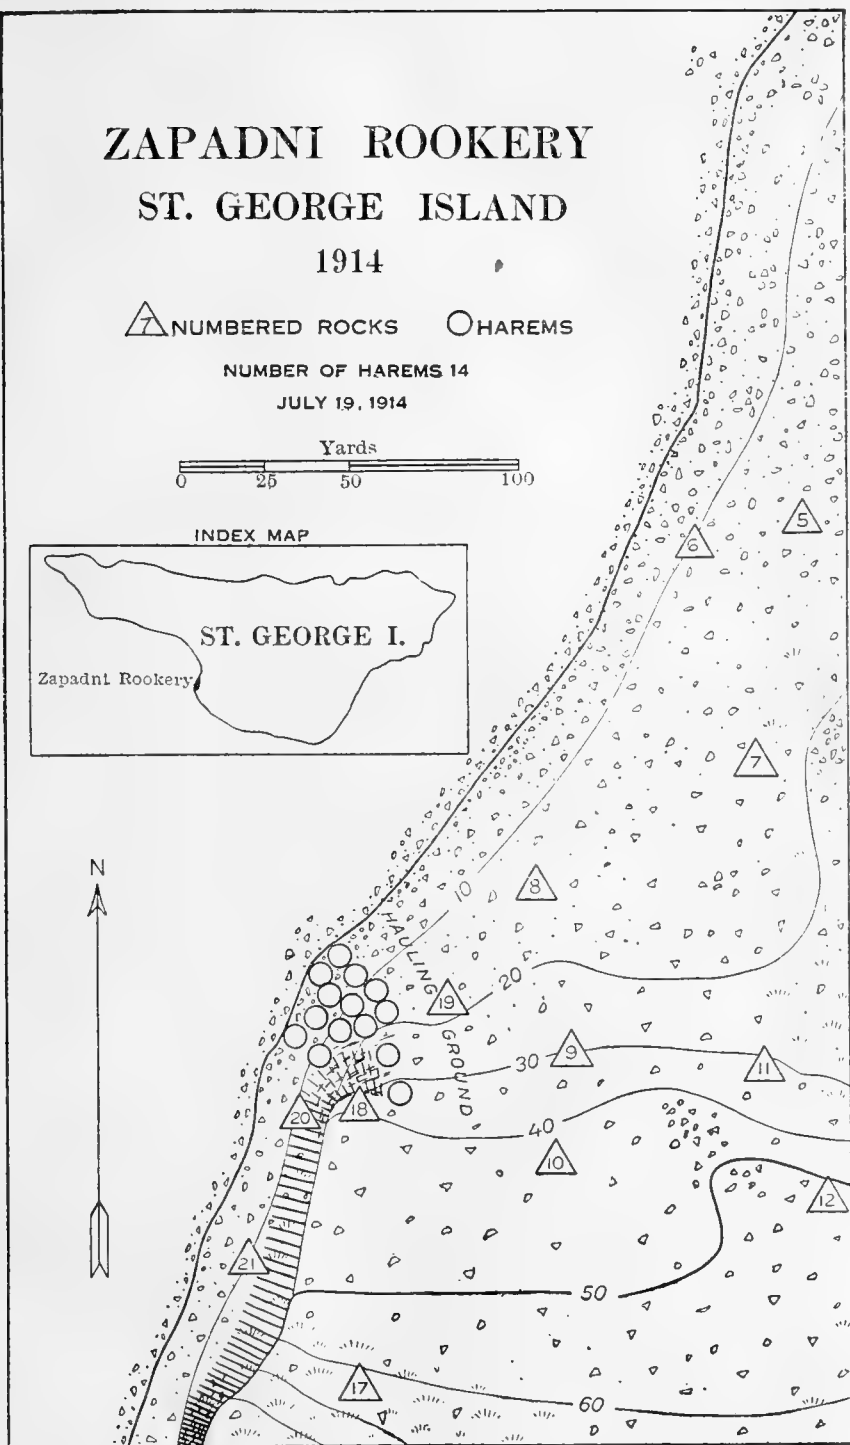 ZAPADNI ROOKERY
ST. GEORGE ISLAND
1914
7 NUMBERED ROCKS HAREMS
NUMBER OF HAREMS 14
JULY 19, 1914
Yards
0 25 50 100
INDEX MAP
ST. GEORGE I.
Zapadni Rookery
N
5
6
7
8
10
HAULING GROUND
19
20
9
30
11
20
18
40
10
12
21
50
17
60